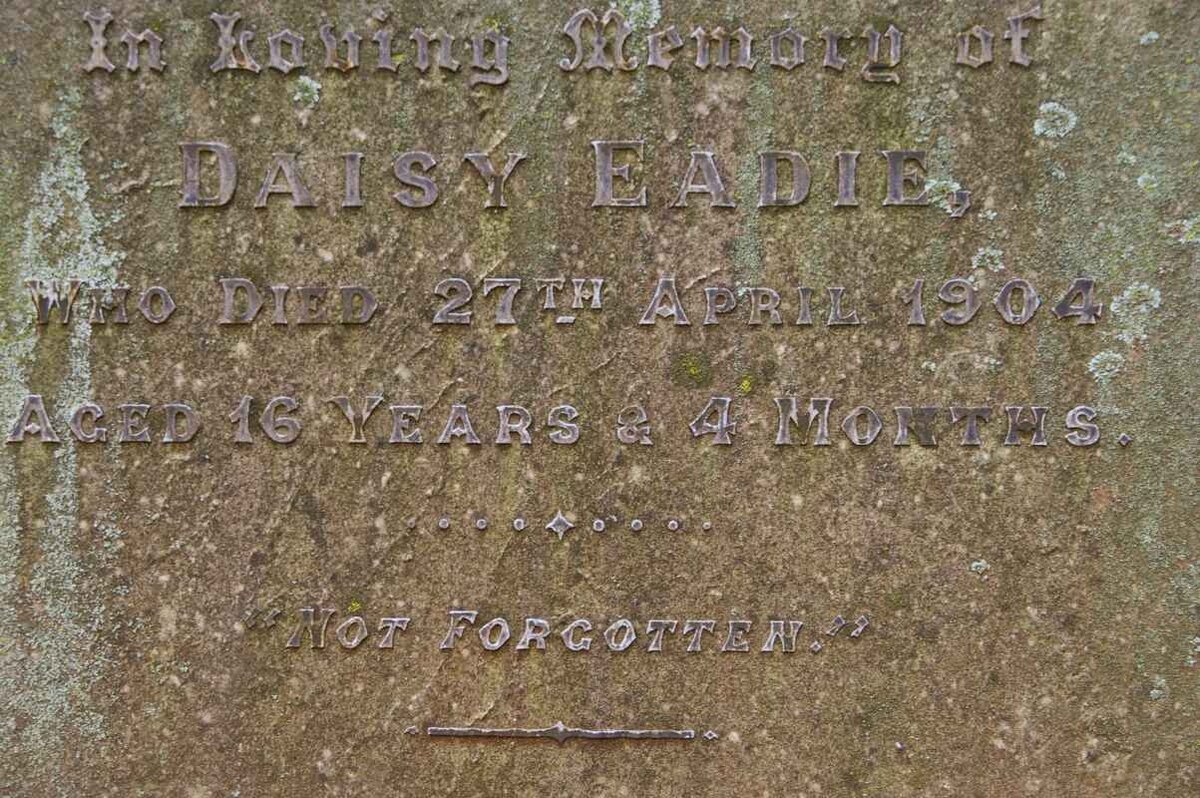 In Loving Memory of
DAISY EADIE,
WHO DIED 27TH APRIL 1904
AGED 16 YEARS & 4 MONTHS.
"NOT FORGOTTEN."